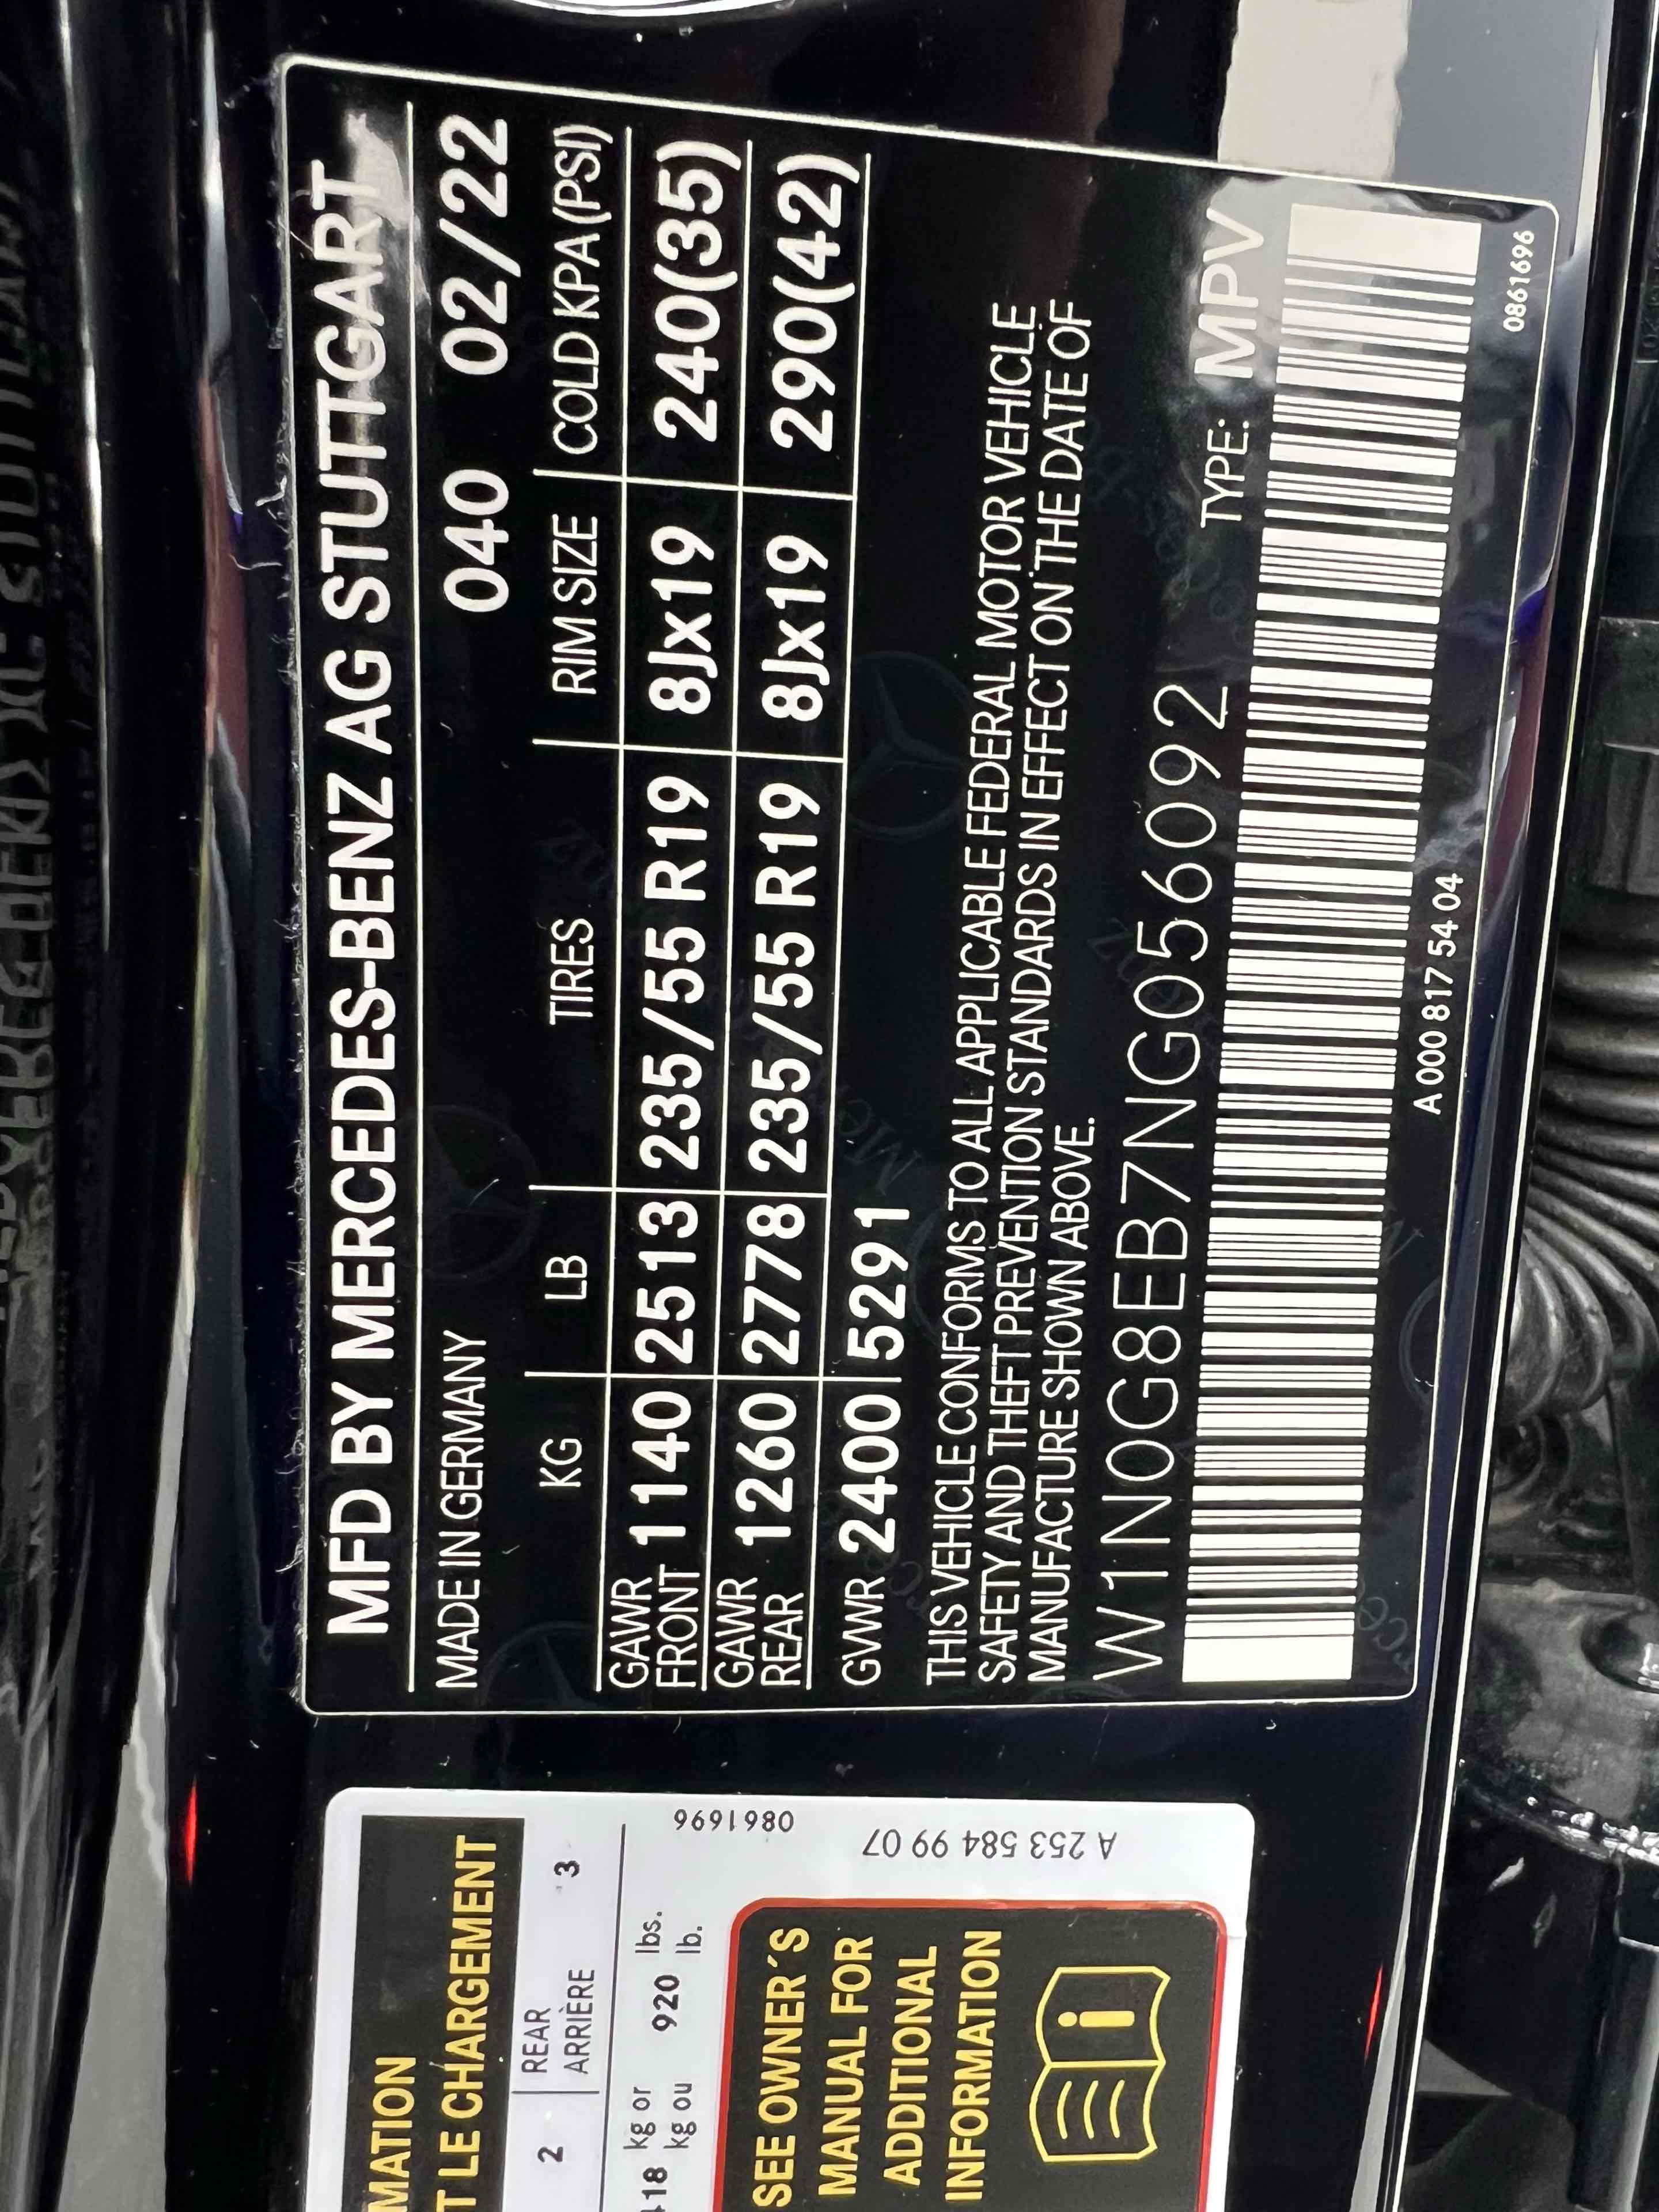 MFD BY MERCEDES-BENZ AG STUTTGART
MADE IN GERMANY 040 02/22
KG LB TIRES RIM SIZE COLD KPA(PSI)
GAWR FRONT 1140 2513 235/55 R19 8Jx19 240(35)
GAWR REAR 1260 2778 235/55 R19 8Jx19 290(42)
GVWR 2400 5291
THIS VEHICLE CONFORMS TO ALL APPLICABLE FEDERAL MOTOR VEHICLE
SAFETY AND THEFT PREVENTION STANDARDS IN EFFECT ON THE DATE OF
MANUFACTURE SHOWN ABOVE.
W1N0G8EB7NG056092 TYPE: MPV
A 000 817 54 04 0861696
MATION
T LE CHARGEMENT
2 REAR 3
ARRIÈRE
418 kg or 920 lbs.
kg ou lb.
0861696
A 253 584 99 07
SEE OWNER'S
MANUAL FOR
ADDITIONAL
INFORMATION